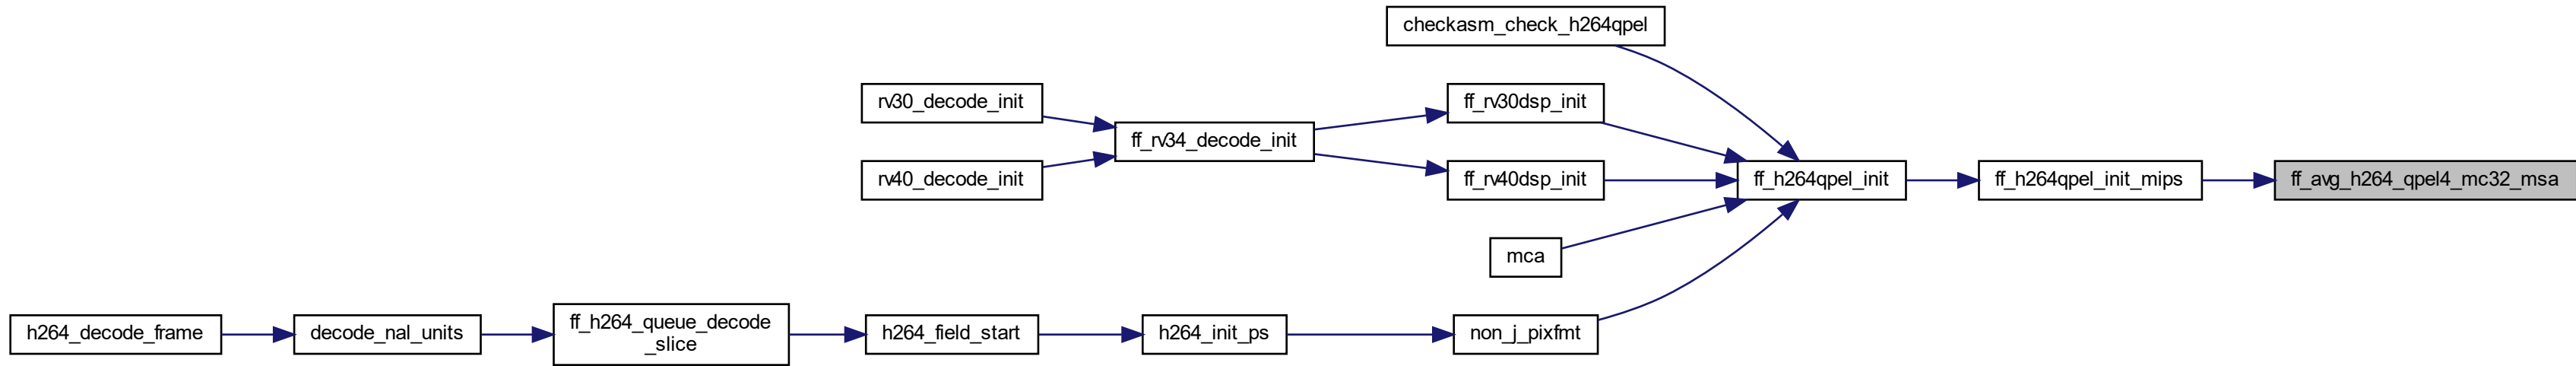 checkasm_check_h264qpel
rv30_decode_init
ff_rv30dsp_init
ff_rv34_decode_init
rv40_decode_init
ff_rv40dsp_init
ff_h264qpel_init
ff_h264qpel_init_mips
ff_avg_h264_qpel4_mc32_msa
mca
h264_decode_frame
decode_nal_units
ff_h264_queue_decode
_slice
h264_field_start
h264_init_ps
non_j_pixfmt